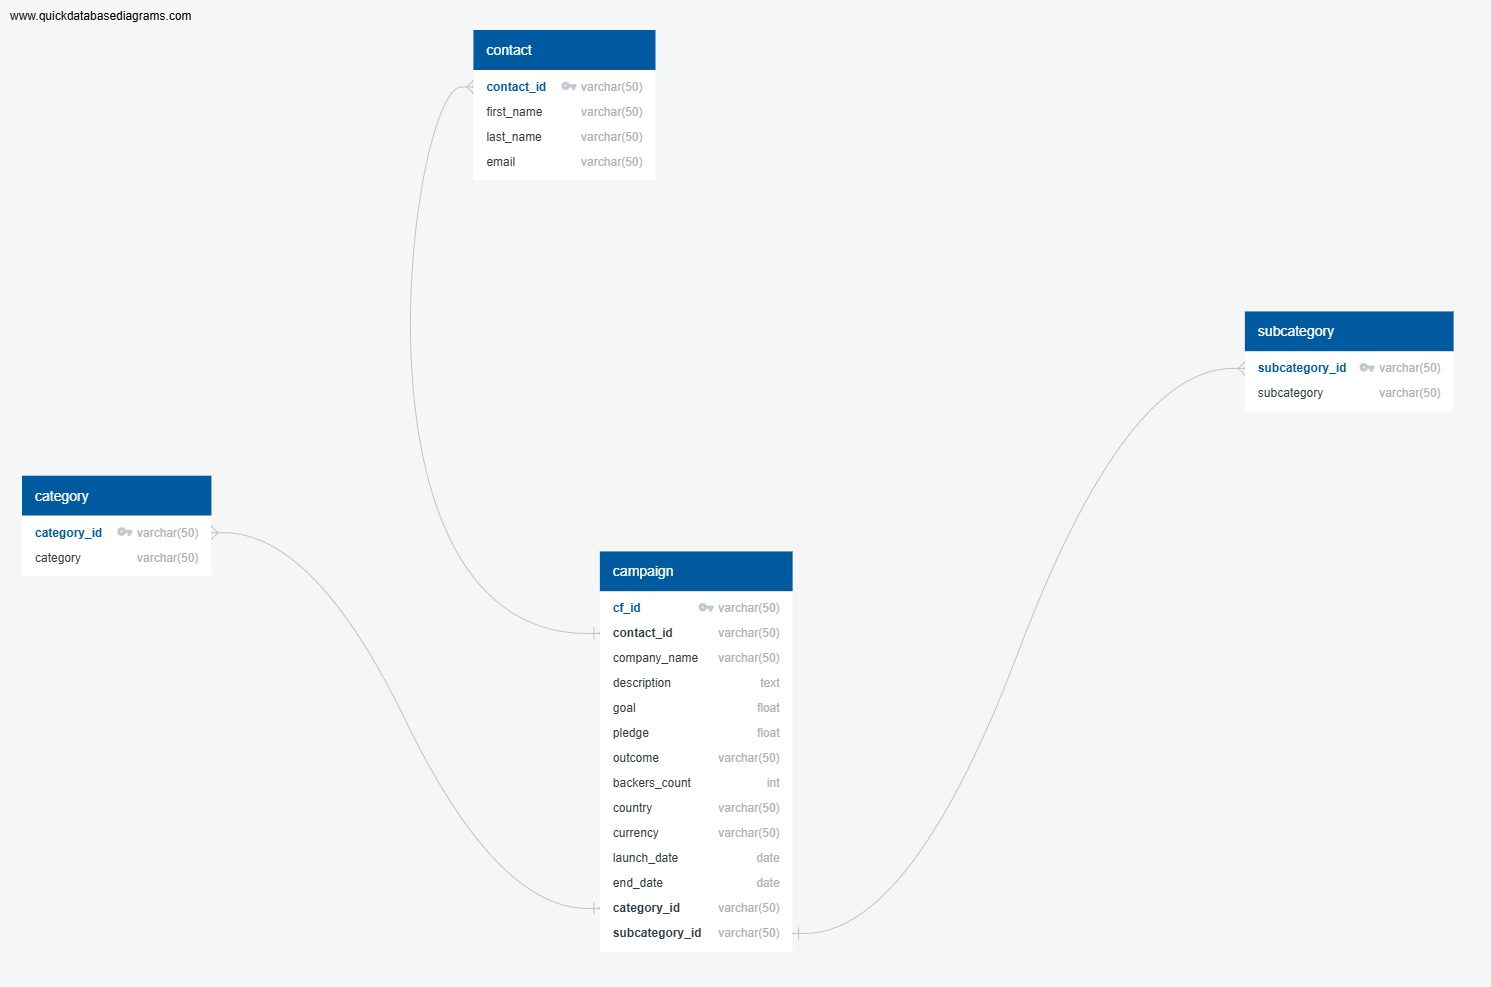 www.quickdatabasediagrams.com
contact
contact_id varchar(50)
first_name varchar(50)
last_name varchar(50)
email varchar(50)
subcategory
subcategory_id varchar(50)
subcategory varchar(50)
category
category_id varchar(50)
category varchar(50)
campaign
cf_id varchar(50)
contact_id varchar(50)
company_name varchar(50)
description text
goal float
pledge float
outcome varchar(50)
backers_count int
country varchar(50)
currency varchar(50)
launch_date date
end_date date
category_id varchar(50)
subcategory_id varchar(50)